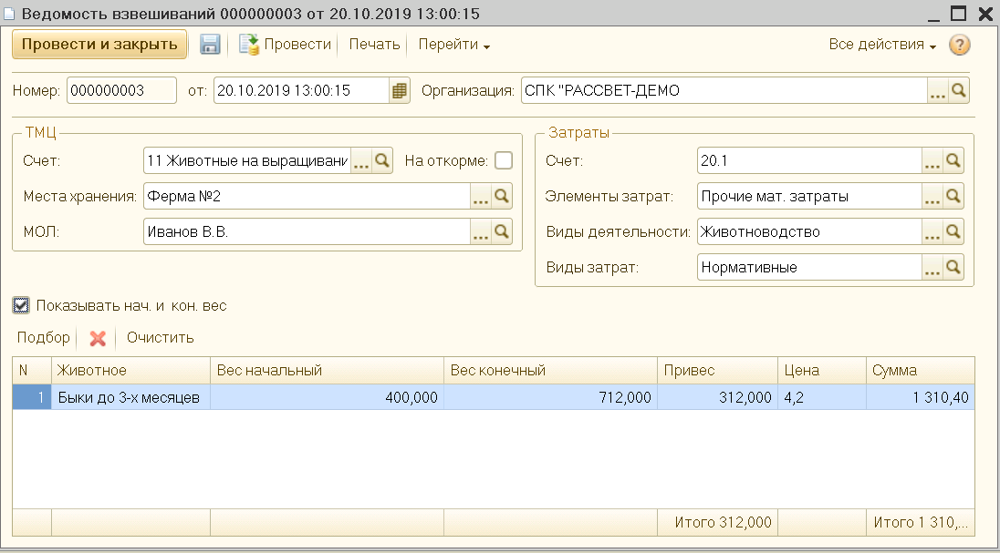 Ведомость взвешиваний 000000003 от 20.10.2019 13:00:15
Провести и закрыть Провести Печать Перейти Все действия ?
Номер: 000000003 от: 20.10.2019 13:00:15 Организация: СПК "РАССВЕТ-ДЕМО ...
ТМЦ
Счет: 11 Животные на выращивани ... На откорме:
Места хранения: Ферма №2 ...
МОЛ: Иванов В.В. ...
Затраты
Счет: 20.1 ...
Элементы затрат: Прочие мат. затраты ...
Виды деятельности: Животноводство ...
Виды затрат: Нормативные ...
Показывать нач. и кон. вес
Подбор Очистить
N Животное Вес начальный Вес конечный Привес Цена Сумма
1 Быки до 3-х месяцев 400,000 712,000 312,000 4,2 1 310,40
Итого 312,000 Итого 1 310,...